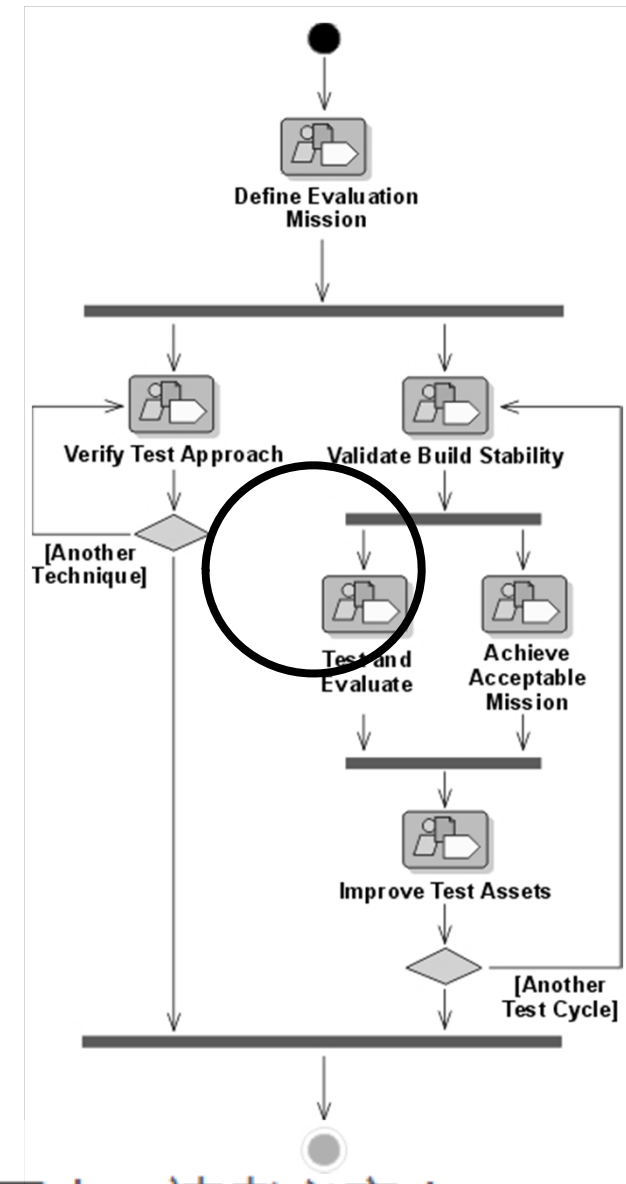 Define Evaluation
Mission
Verify Test Approach
Validate Build Stability
[Another
Technique]
Test and
Evaluate
Achieve
Acceptable
Mission
Improve Test Assets
[Another
Test Cycle]